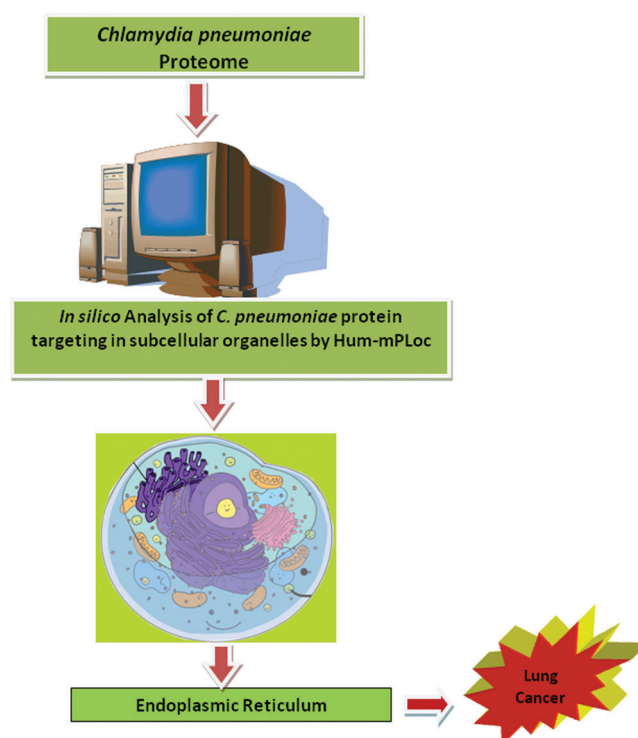 Chlamydia pneumoniae
Proteome
In silico Analysis of C. pneumoniae protein
targeting in subcellular organelles by Hum-mPLoc
Endoplasmic Reticulum
Lung
Cancer